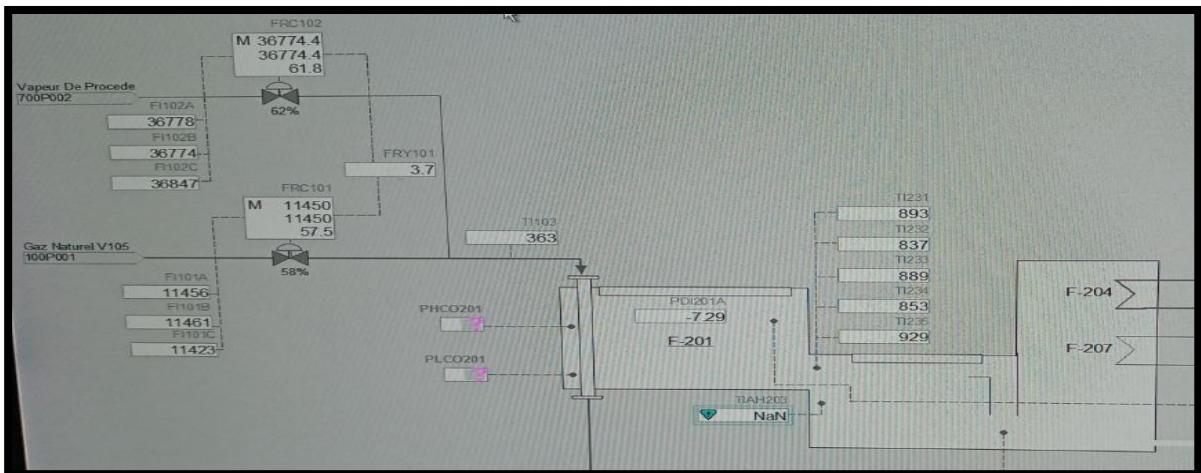 FRC102
M 36774.4
36774.4
61.8
Vapeur De Procede
700P002
62%
FI102A
36778
FI102B
36774
FI102C
36847
FRY101
3.7
FRC101
M 11450
11450
57.5
TI103
363
Gaz Naturel V105
100P001
58%
FI101A
11456
FI101B
11461
FI101C
11423
TI231
893
TI232
837
TI233
889
TI234
853
TI235
929
PHCO201
?
PLCO201
?
PDI201A
-7.29
F-201
TIAH203
NaN
F-204
F-207